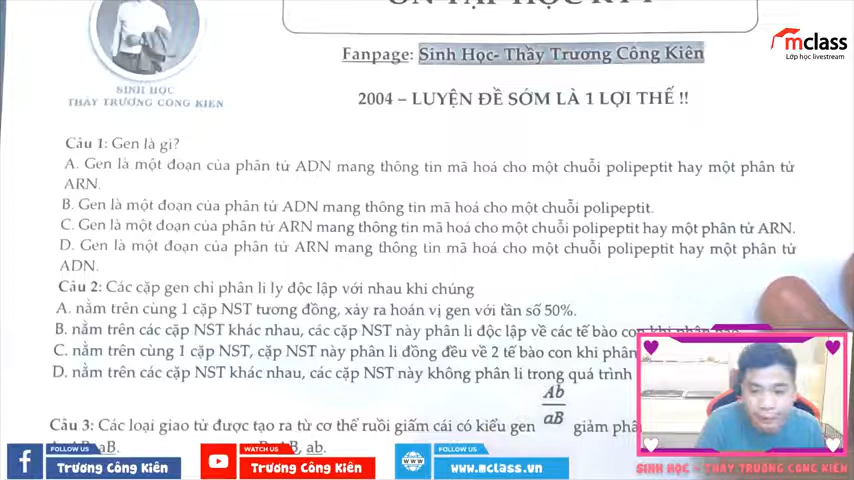 ÔN TẬP HỌC KỲ I
Fanpage: Sinh Học- Thầy Trương Công Kiên
mclass
Lớp học livestream
SINH HỌC
THẦY TRƯƠNG CÔNG KIÊN
2004 – LUYỆN ĐỀ SỚM LÀ 1 LỢI THẾ !!
Câu 1: Gen là gì?
A. Gen là một đoạn của phân tử ADN mang thông tin mã hoá cho một chuỗi polipeptit hay một phân tử
ARN.
B. Gen là một đoạn của phân tử ADN mang thông tin mã hoá cho một chuỗi polipeptit.
C. Gen là một đoạn của phân tử ARN mang thông tin mã hoá cho một chuỗi polipeptit hay một phân tử ARN.
D. Gen là một đoạn của phân tử ARN mang thông tin mã hoá cho một chuỗi polipeptit hay một phân tử
ADN.
Câu 2: Các cặp gen chỉ phân li ly độc lập với nhau khi chúng
A. nằm trên cùng 1 cặp NST tương đồng, xảy ra hoán vị gen với tần số 50%.
B. nằm trên các cặp NST khác nhau, các cặp NST này phân li độc lập về các tế bào con khi phân bào
C. nằm trên cùng 1 cặp NST, cặp NST này phân li đồng đều về 2 tế bào con khi phân
D. nằm trên các cặp NST khác nhau, các cặp NST này không phân li trong quá trình
Ab
Câu 3: Các loại giao tử được tạo ra từ cơ thể ruồi giấm cái có kiểu gen aB giảm phâ
aB. ab.
FOLLOW US
Trương Công Kiên
WATCH US
Trương Công Kiên
FOLLOW US
www.mclass.vn
SINH HỌC - THẦY TRƯƠNG CÔNG KIÊN